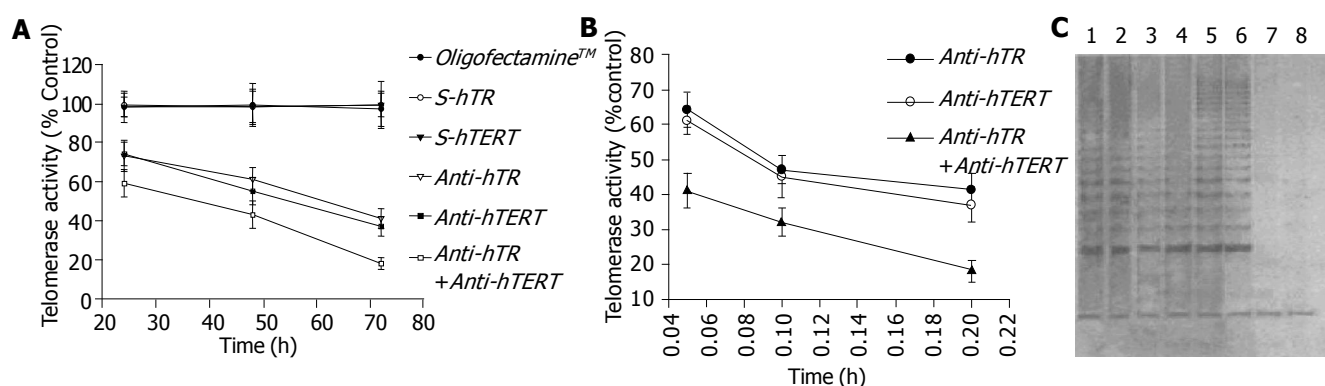 A
Telomerase activity (% Control)
120
100
80
60
40
20
0
20 30 40 50 60 70 80
Time (h)
Oligofectamine™
S-hTR
S-hTERT
Anti-hTR
Anti-hTERT
Anti-hTR
+Anti-hTERT
B
Telomerase activity (%control)
80
70
60
50
40
30
20
10
0.04 0.06 0.08 0.10 0.12 0.14 0.16 0.18 0.20 0.22
Time (h)
Anti-hTR
Anti-hTERT
Anti-hTR
+Anti-hTERT
C
1 2 3 4 5 6 7 8